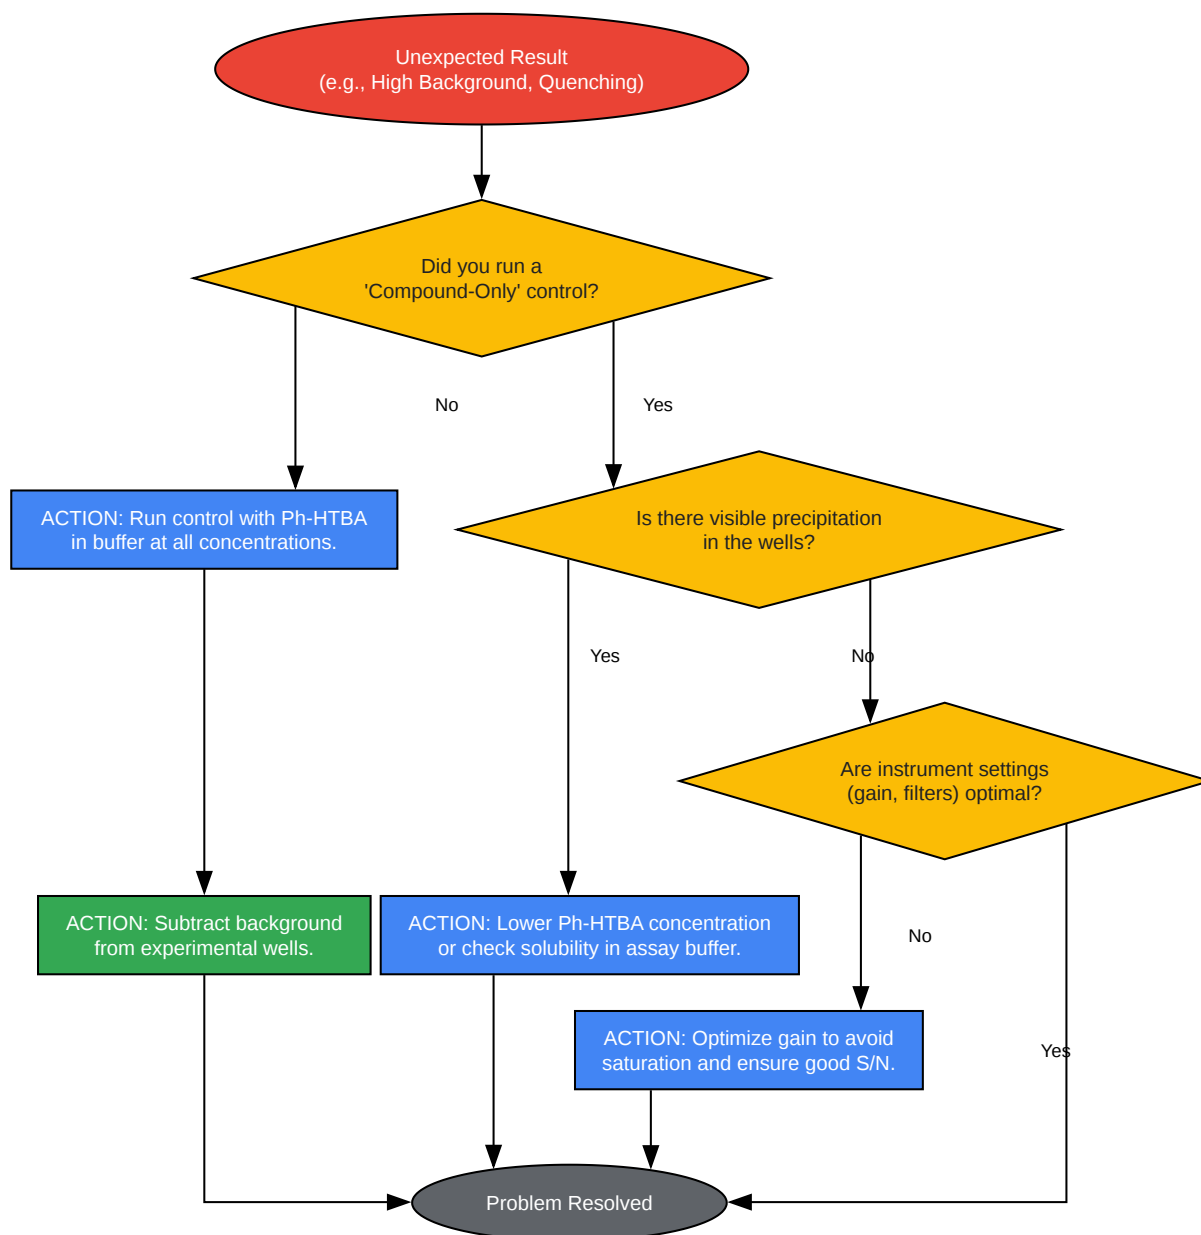 Unexpected Result
(e.g., High Background, Quenching)
Did you run a
'Compound-Only' control?
No
Yes
ACTION: Run control with Ph-HTBA
in buffer at all concentrations.
Is there visible precipitation
in the wells?
Yes
No
Are instrument settings
(gain, filters) optimal?
ACTION: Subtract background
from experimental wells.
ACTION: Lower Ph-HTBA concentration
or check solubility in assay buffer.
No
ACTION: Optimize gain to avoid
saturation and ensure good S/N.
Yes
Problem Resolved